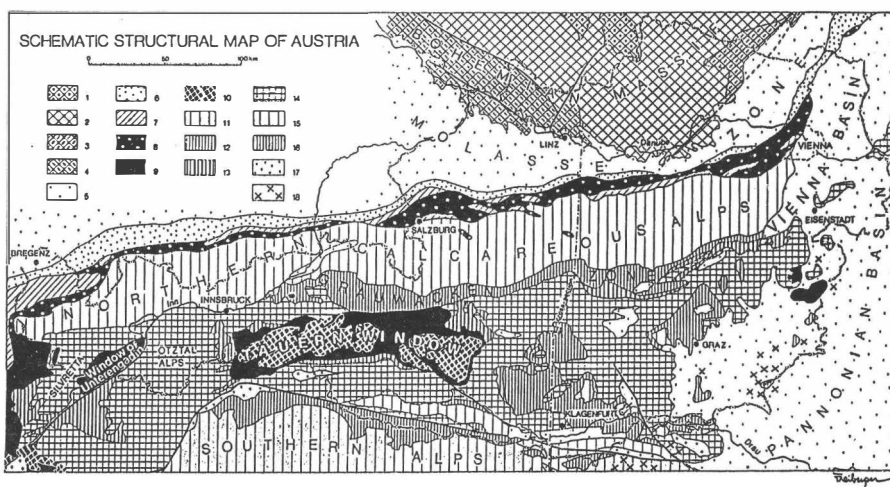 SCHEMATIC STRUCTURAL MAP OF AUSTRIA
0 50 100 km
1 6 10 14
2 7 11 15
3 8 12 16
4 9 13 17
5 18
BOHEMIAN MASSIF
MOLASSE ZONE
LINZ
Danube
VIENNA
VIENNA BASIN
EISENSTADT
SALZBURG
BREGENZ
NORTHERN CALCAREOUS ALPS
Inn
INNSBRUCK
GRAUWACKE ZONE
TAUERN WINDOW
ÖTZTAL
ALPS
SILVRETTA
Window of
Unterengadin
GRAZ
KLAGENFURT
SOUTHERN ALPS
Drau
PANNONIAN BASIN